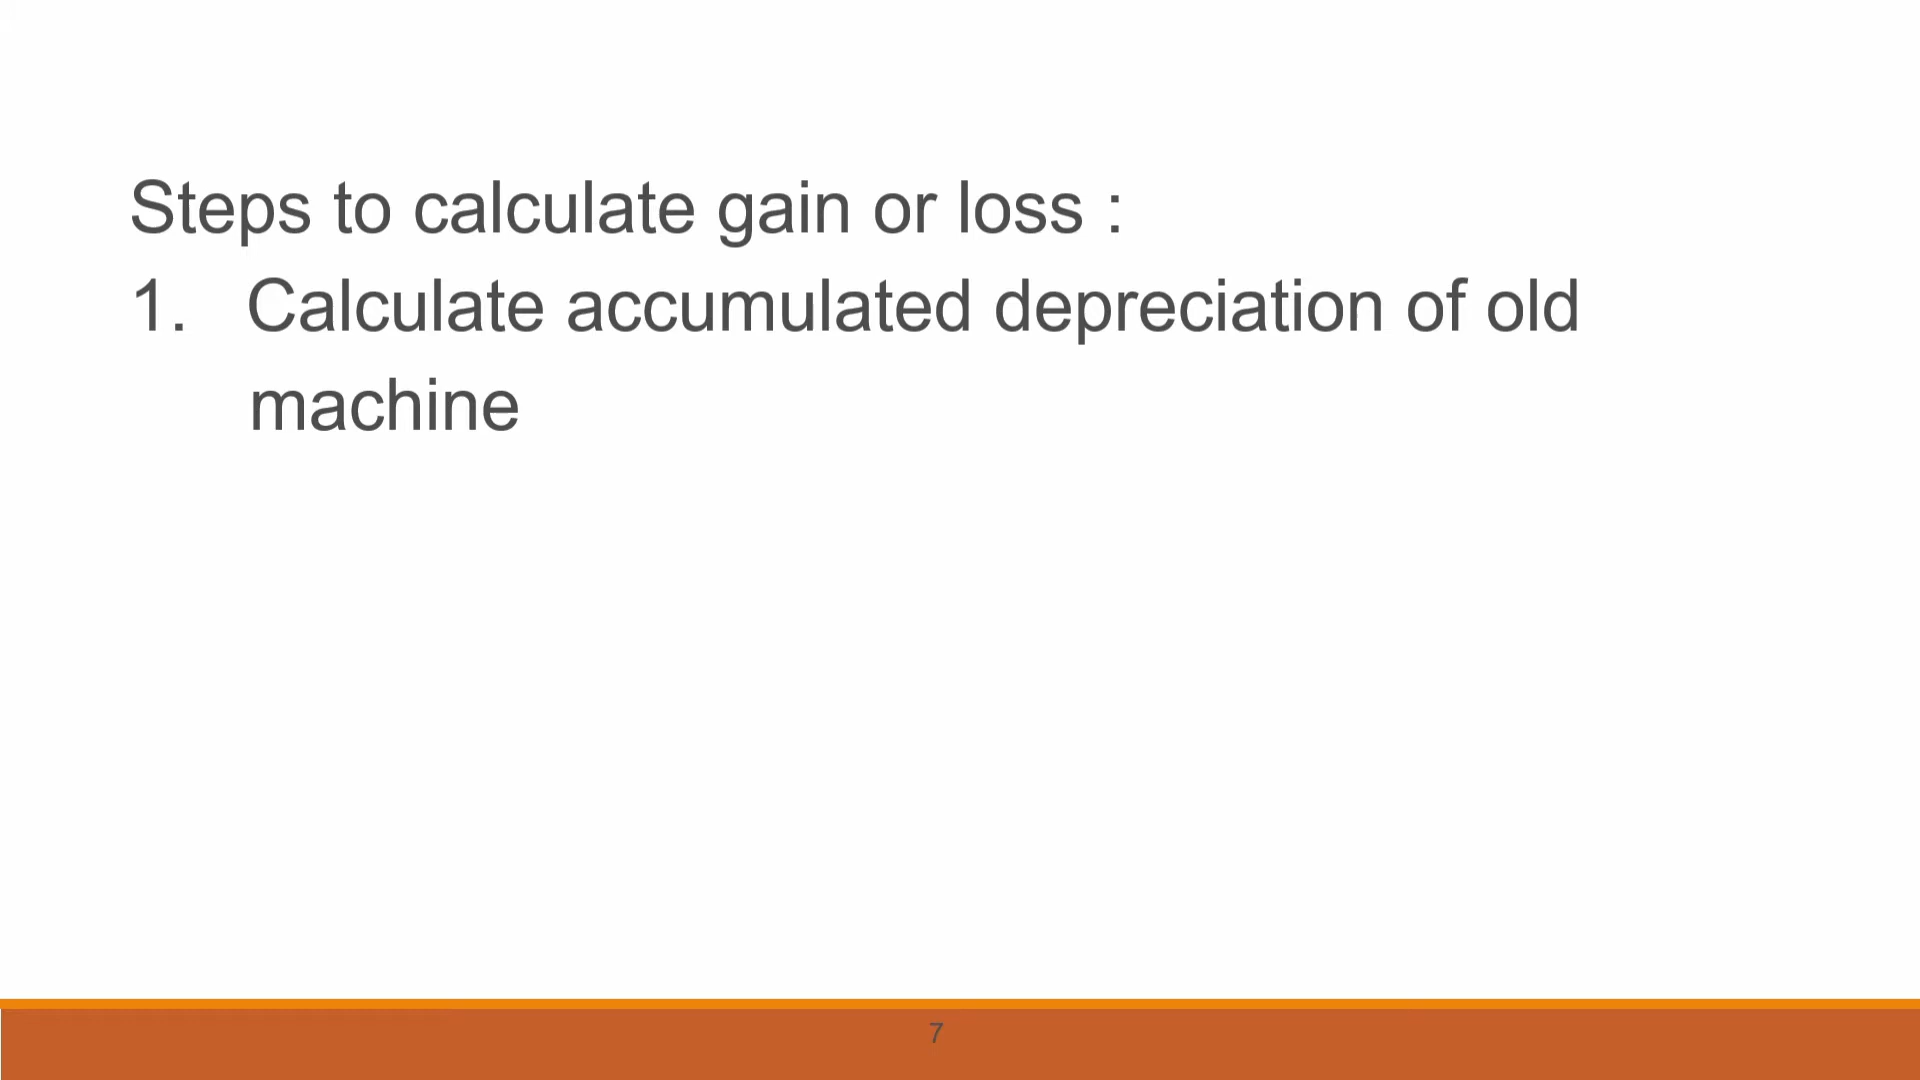 Steps to calculate gain or loss :
1. Calculate accumulated depreciation of old
machine
7